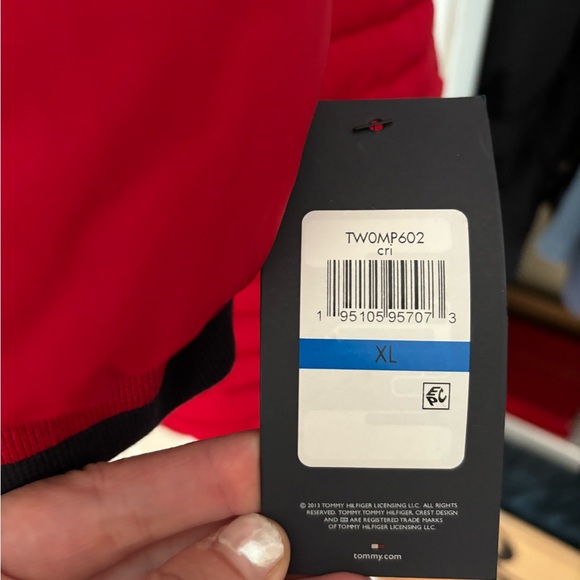 TW0MP602
cri
1 95105 95707 3
XL
EPC
© 2013 TOMMY HILFIGER LICENSING LLC. ALL RIGHTS
RESERVED. TOMMY, TOMMY HILFIGER, CREST DESIGN
AND ARE REGISTERED TRADE MARKS
OF TOMMY HILFIGER LICENSING LLC.
tommy.com